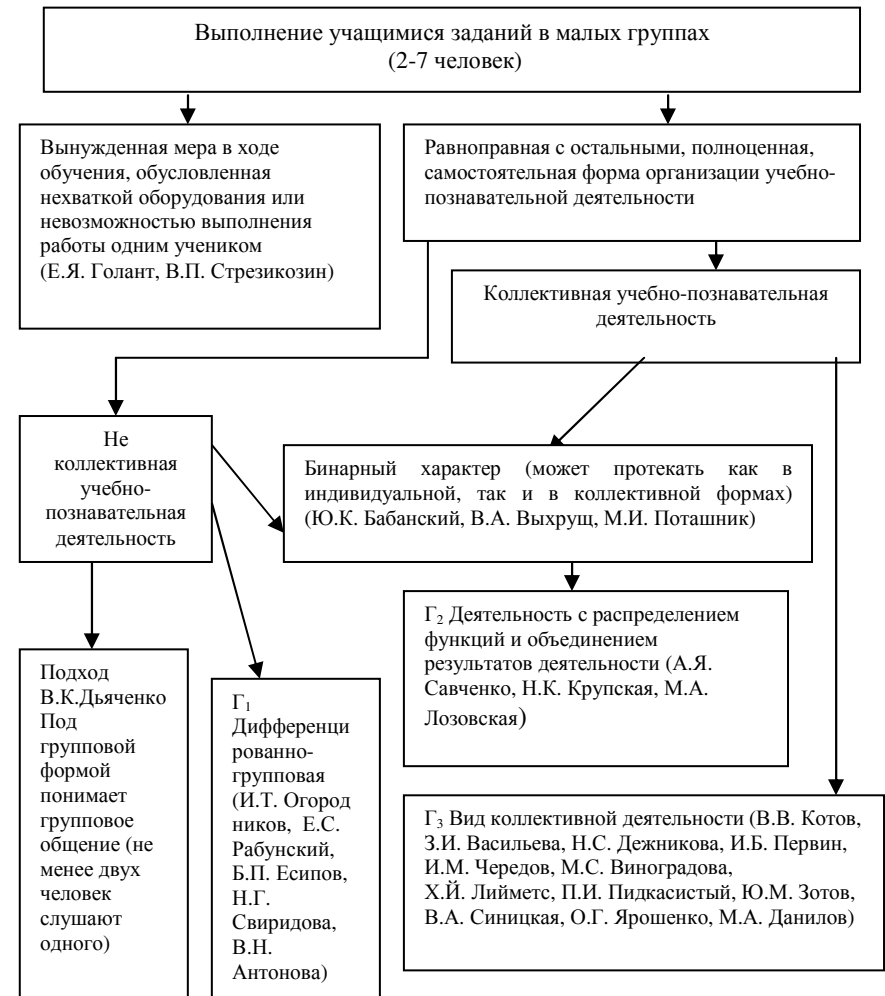 Выполнение учащимися заданий в малых группах
(2-7 человек)
Вынужденная мера в ходе
обучения, обусловленная
нехваткой оборудования или
невозможностью выполнения
работы одним учеником
(Е.Я. Голант, В.П. Стрезикозин)
Равноправная с остальными, полноценная,
самостоятельная форма организации учебно-
познавательной деятельности
Коллективная учебно-познавательная
деятельность
Не
коллективная
учебно-
познавательная
деятельность
Бинарный характер (может протекать как в
индивидуальной, так и в коллективной формах)
(Ю.К. Бабанский, В.А. Выхрущ, М.И. Поташник)
Г₂ Деятельность с распределением
функций и объединением
результатов деятельности (А.Я.
Савченко, Н.К. Крупская, М.А.
Лозовская)
Подход
В.К.Дьяченко
Под
групповой
формой
понимает
групповое
общение (не
менее двух
человек
слушают
одного)
Г₁
Дифференци
рованно-
групповая
(И.Т. Огород
ников, Е.С.
Рабунский,
Б.П. Есипов,
Н.Г.
Свиридова,
В.Н.
Антонова)
Г₃ Вид коллективной деятельности (В.В. Котов,
З.И. Васильева, Н.С. Дежникова, И.Б. Первин,
И.М. Чередов, М.С. Виноградова,
Х.Й. Лийметс, П.И. Пидкасистый, Ю.М. Зотов,
В.А. Синицкая, О.Г. Ярошенко, М.А. Данилов)